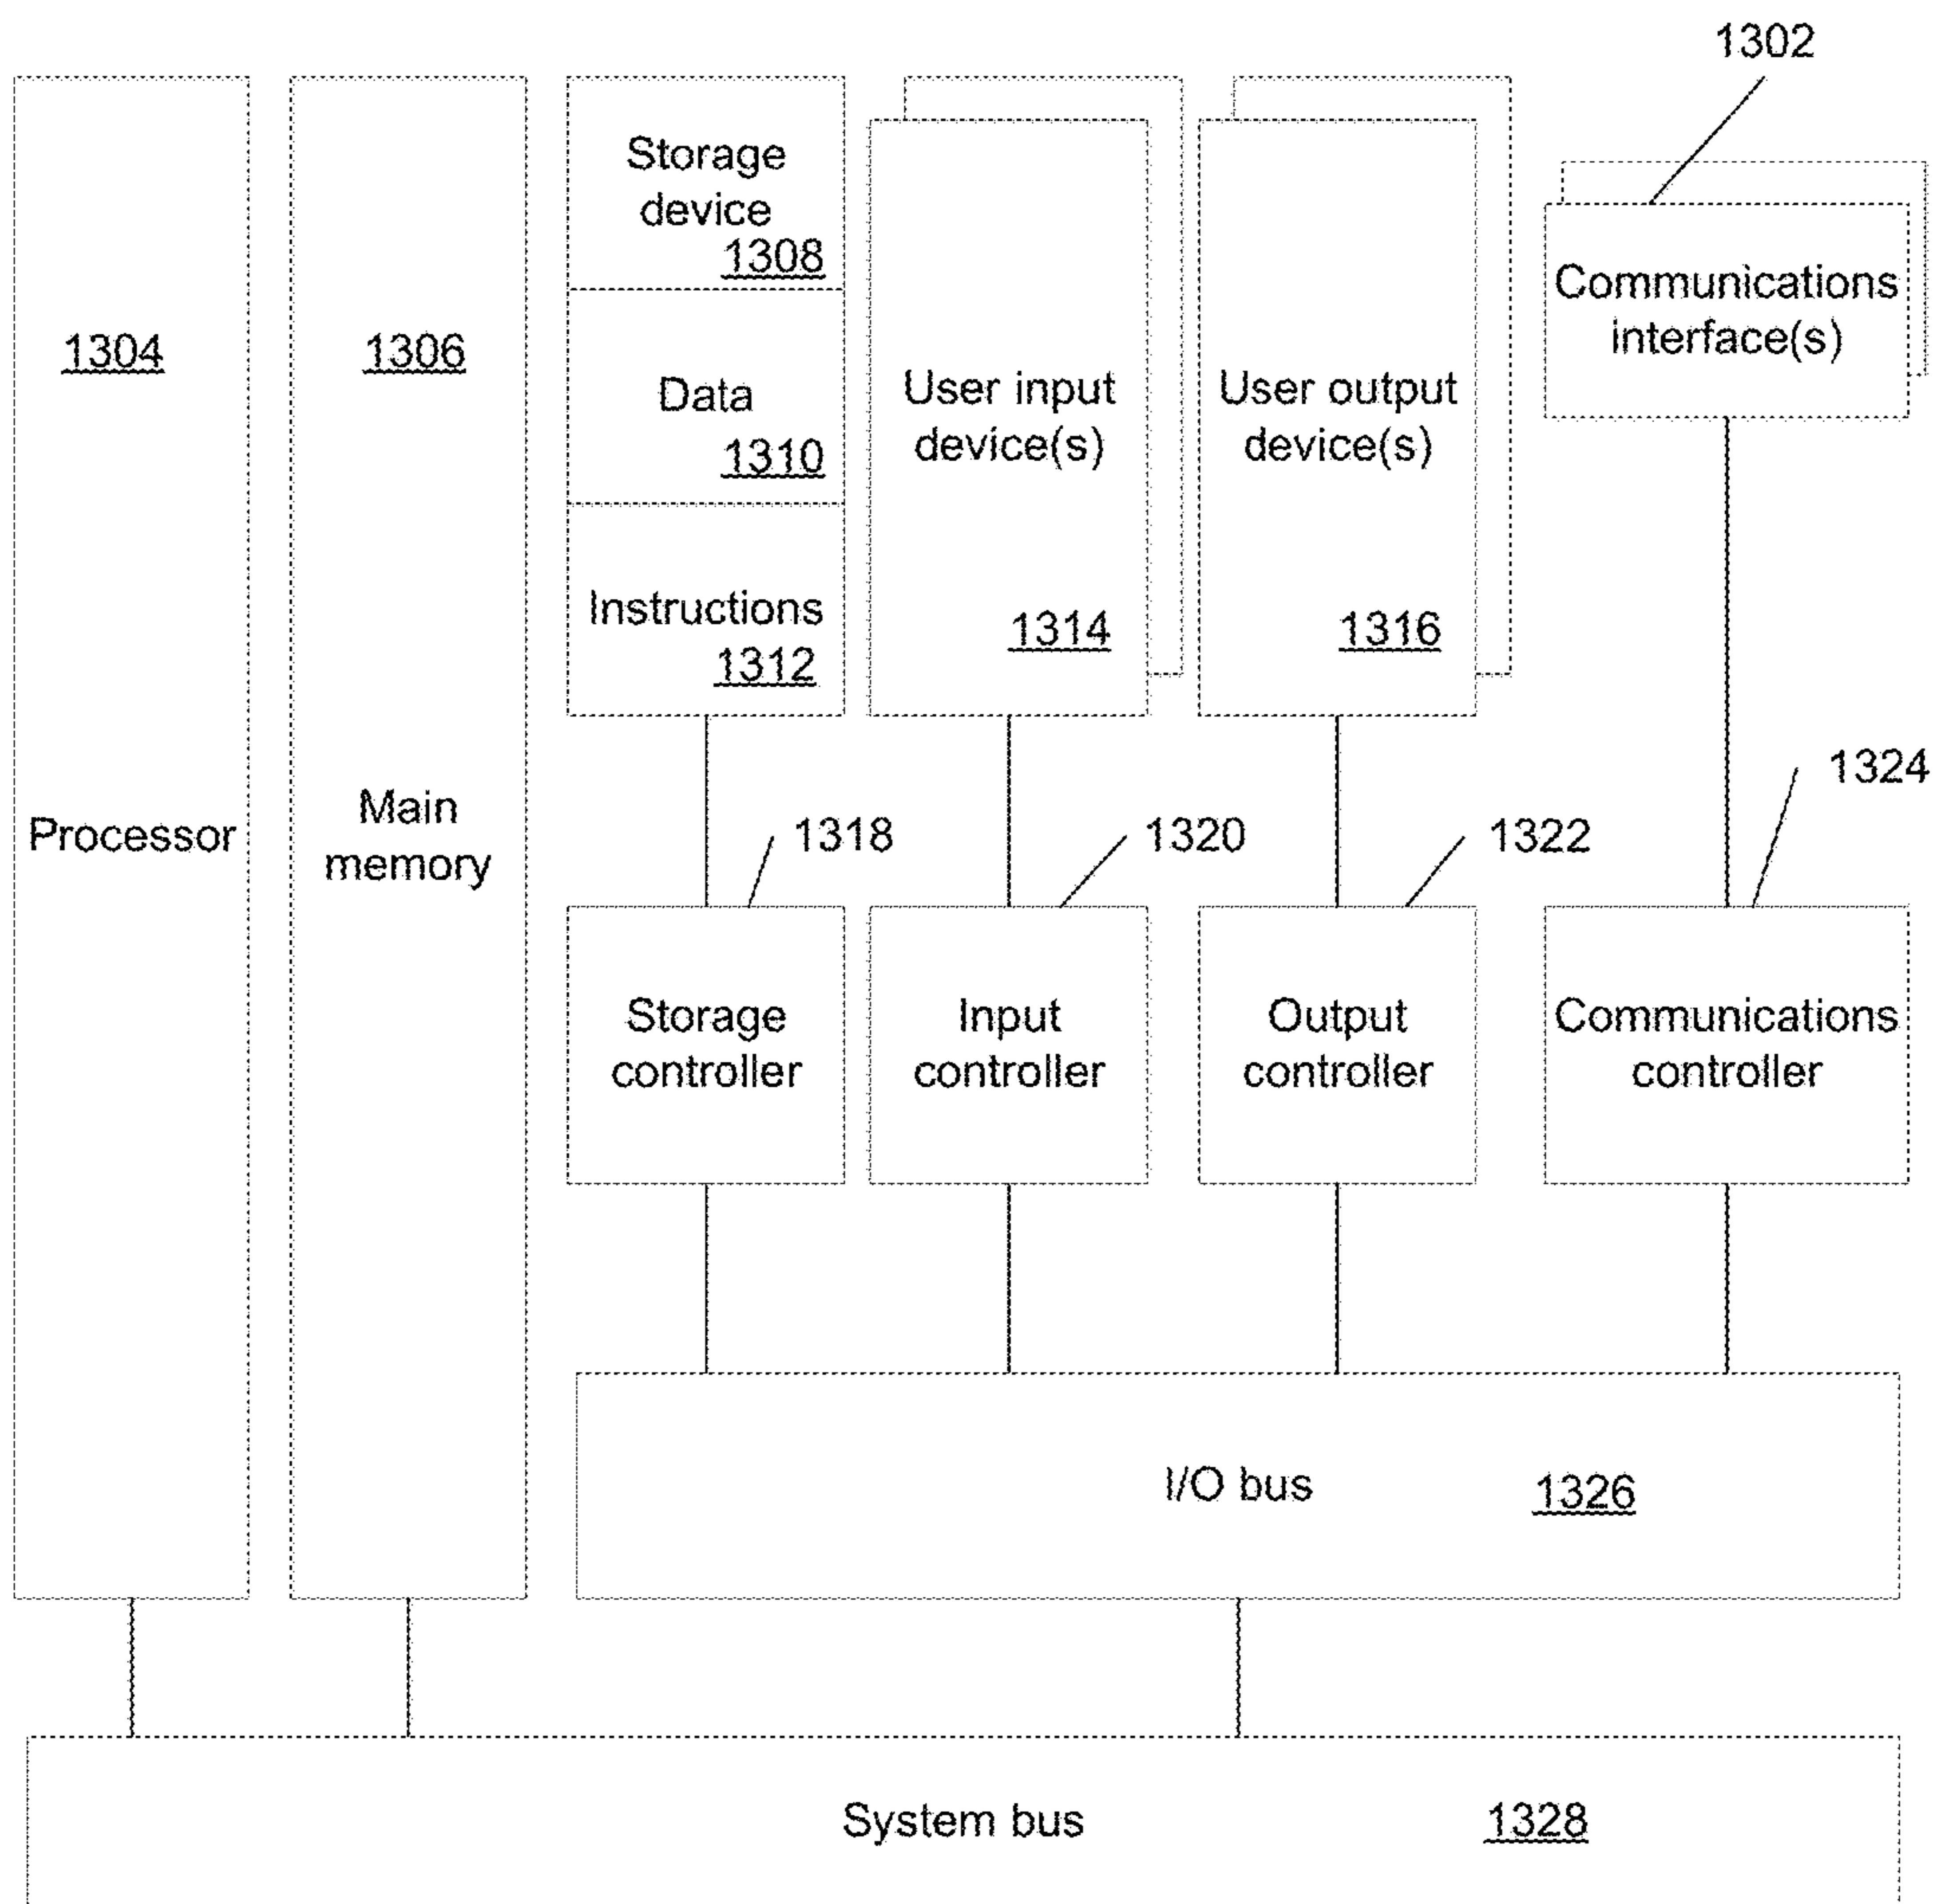 1302
Storage
device
1308
1304
1306
Data
1310
Instructions
1312
User input
device(s)
1314
User output
device(s)
1316
Communications
interface(s)
Processor
Main
memory
1318
1320
1322
1324
Storage
controller
Input
controller
Output
controller
Communications
controller
I/O bus
1326
System bus
1328